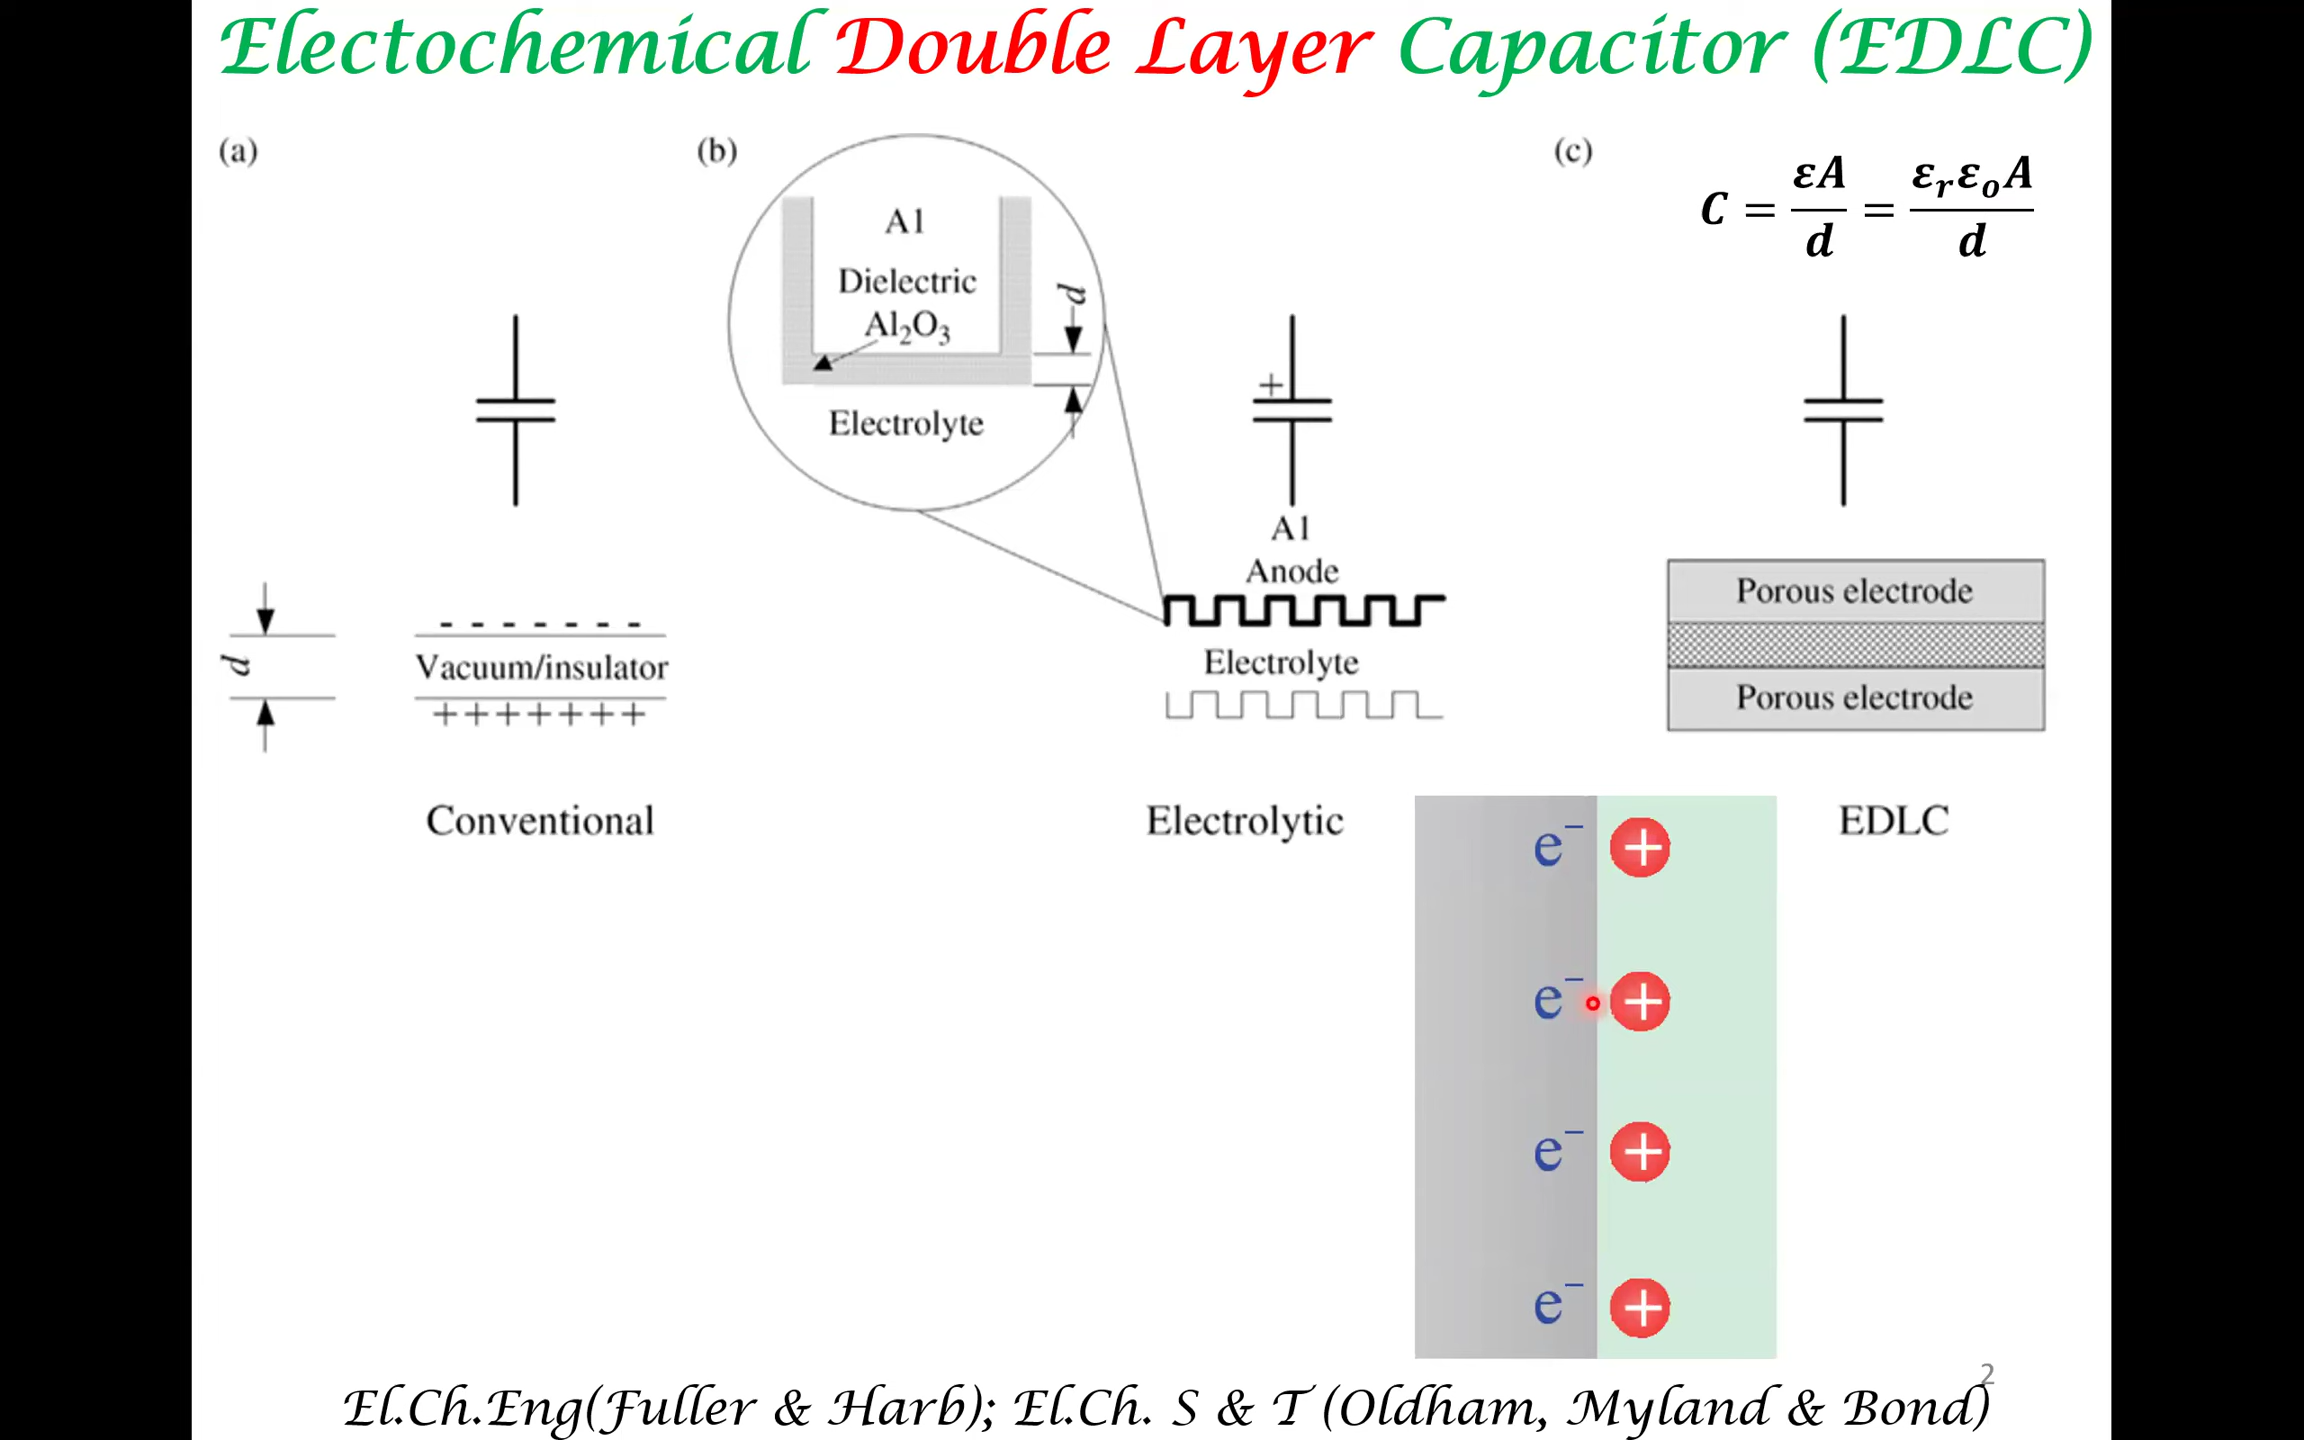 Electochemical Double Layer Capacitor (EDLC)
(a)
(b)
(c)
C = εA/d = εᵣε₀A/d
Al
Dielectric
Al₂O₃
d
Electrolyte
+
Al
Anode
Electrolyte
Porous electrode
Porous electrode
d
- - - - - - -
Vacuum/insulator
+++++++
Conventional
Electrolytic
EDLC
e⁻ +
e⁻ +
e⁻ +
e⁻ +
2
El.Ch.Eng(Fuller & Harb); El.Ch. S & T (Oldham, Myland & Bond)